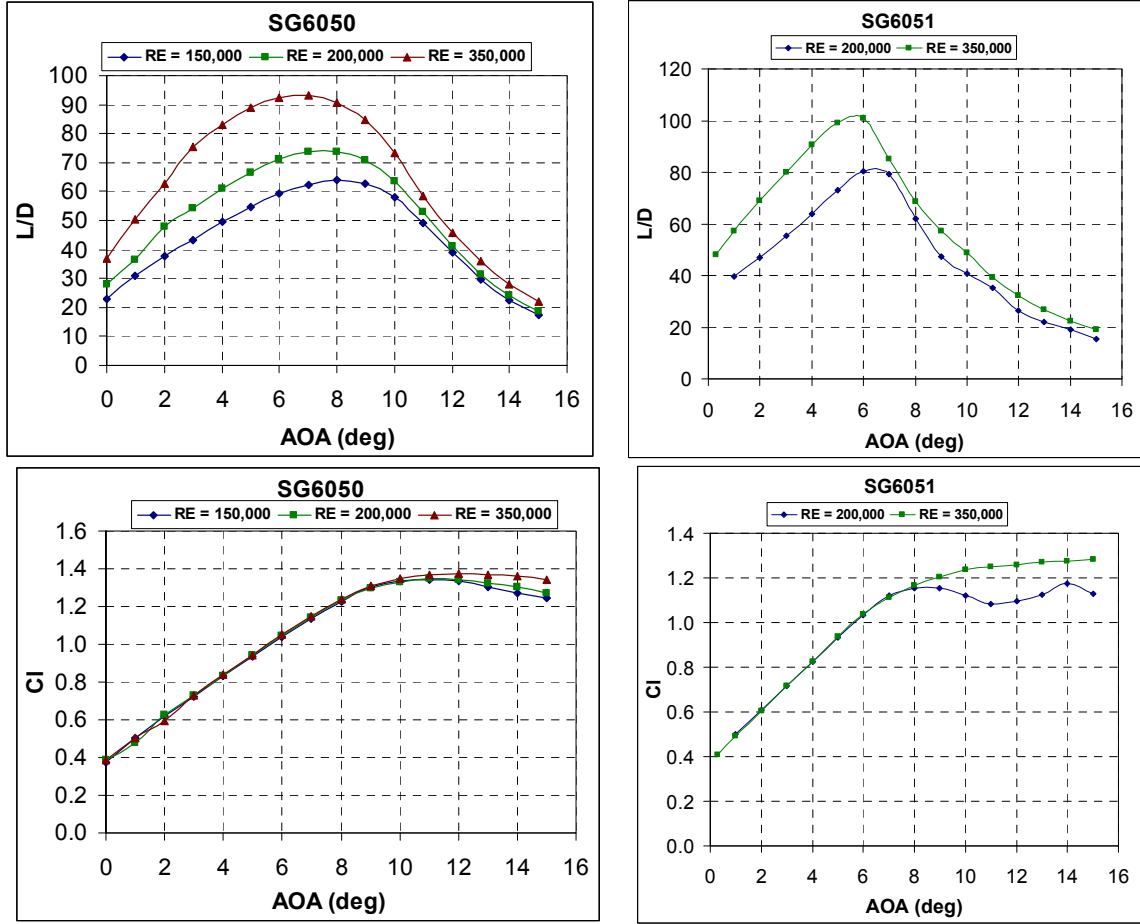 SG6050
RE = 150,000 RE = 200,000 RE = 350,000
100
90
80
70
60
50
40
30
20
10
0
L/D
0 2 4 6 8 10 12 14 16
AOA (deg)
SG6051
RE = 200,000 RE = 350,000
120
100
80
60
40
20
0
L/D
0 2 4 6 8 10 12 14 16
AOA (deg)
SG6050
RE = 150,000 RE = 200,000 RE = 350,000
1.6
1.4
1.2
1.0
0.8
0.6
0.4
0.2
0.0
Cl
0 2 4 6 8 10 12 14 16
AOA (deg)
SG6051
RE = 200,000 RE = 350,000
1.4
1.2
1.0
0.8
0.6
0.4
0.2
0.0
Cl
0 2 4 6 8 10 12 14 16
AOA (deg)